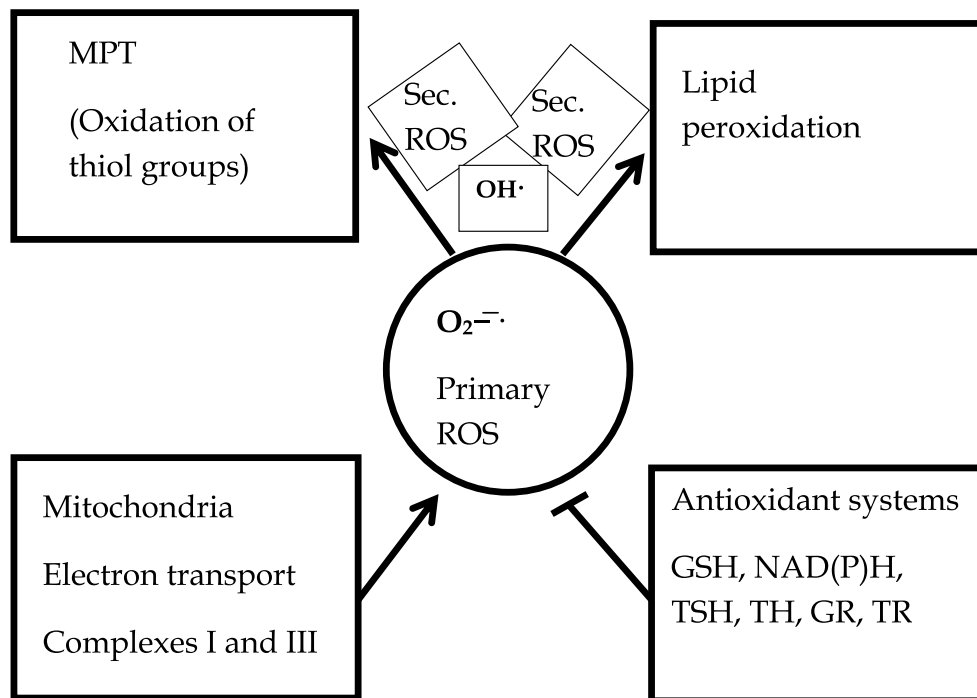 MPT
(Oxidation of
thiol groups)
Sec.
ROS
Sec.
ROS
OH·
Lipid
peroxidation
O₂—̅·
Primary
ROS
Mitochondria
Electron transport
Complexes I and III
Antioxidant systems
GSH, NAD(P)H,
TSH, TH, GR, TR